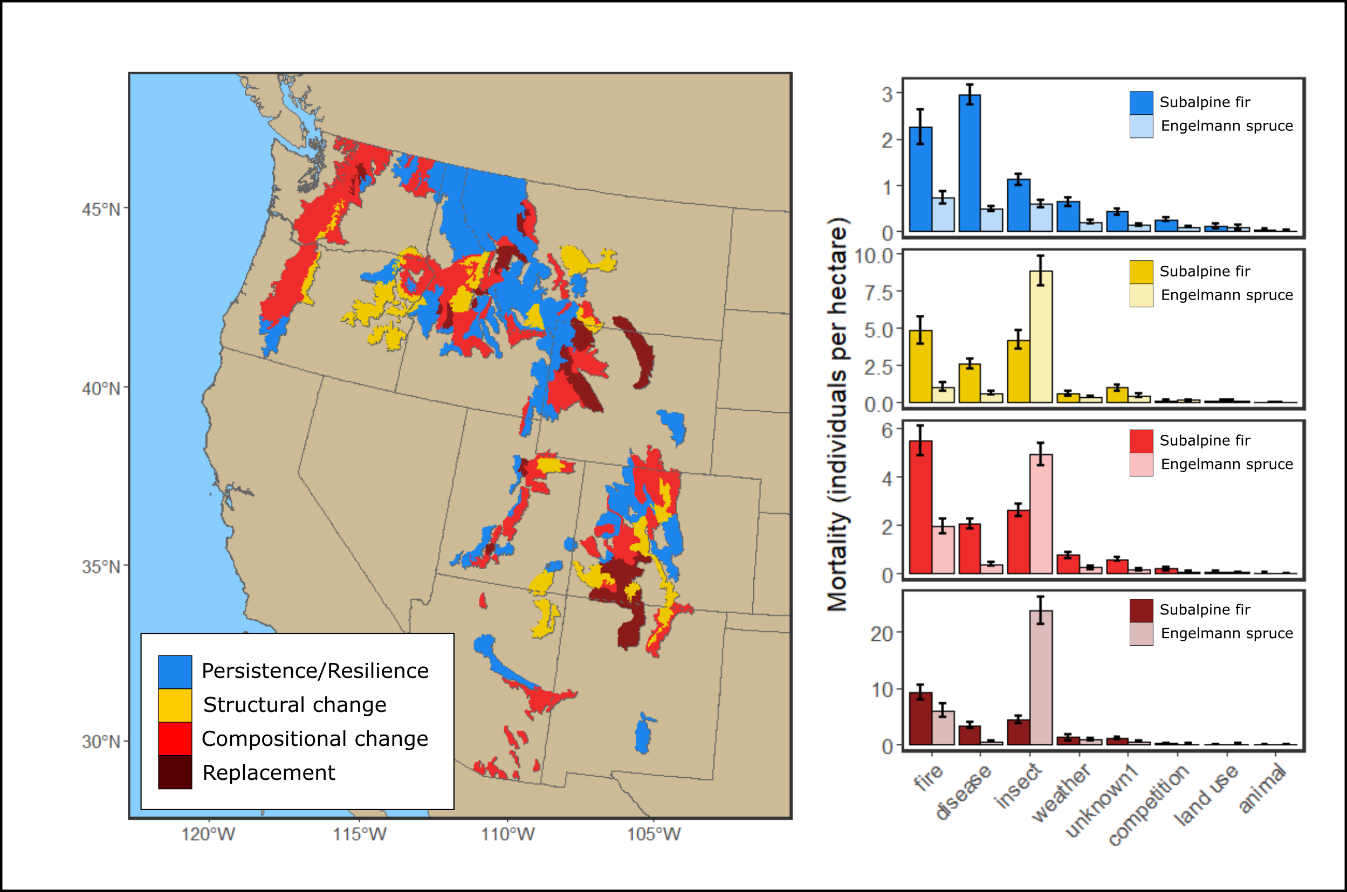 45°N
40°N
35°N
30°N
120°W
115°W
110°W
105°W
Persistence/Resilience
Structural change
Compositional change
Replacement
Mortality (individuals per hectare)
3
2
1
0
Subalpine fir
Engelmann spruce
10.0
7.5
5.0
2.5
0.0
Subalpine fir
Engelmann spruce
6
4
2
0
Subalpine fir
Engelmann spruce
20
10
0
Subalpine fir
Engelmann spruce
fire
disease
insect
weather
unknown1
competition
land use
animal